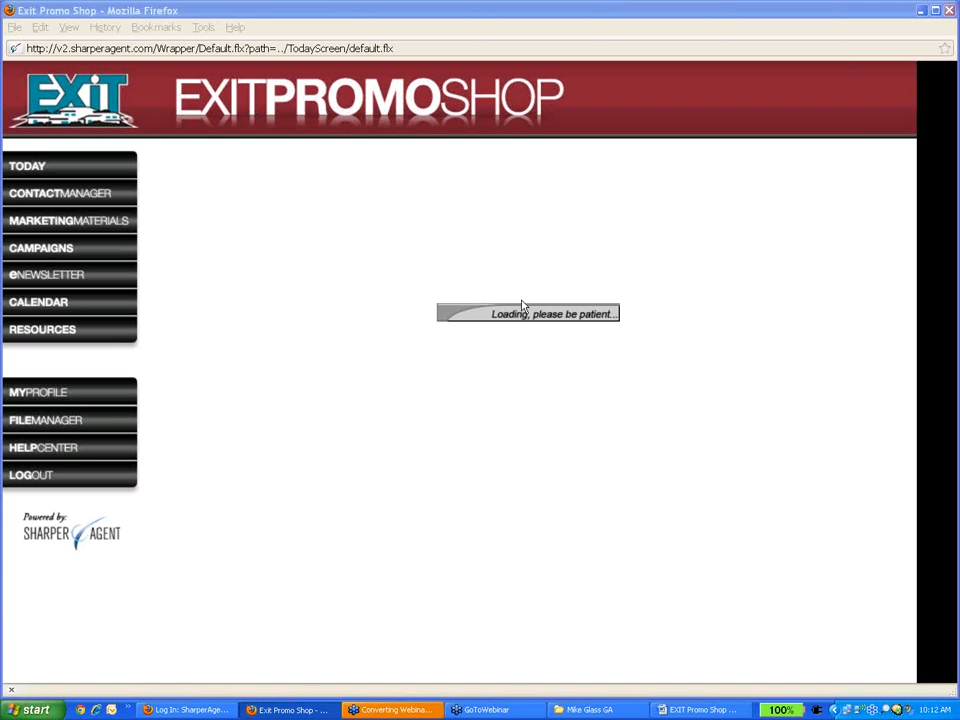 Exit Promo Shop - Mozilla Firefox
File Edit View History Bookmarks Tools Help
http://v2.sharperagent.com/Wrapper/Default.flx?path=../TodayScreen/default.flx
EXIT EXITPROMOSHOP
TODAY
CONTACTMANAGER
MARKETINGMATERIALS
CAMPAIGNS
eNEWSLETTER
CALENDAR
RESOURCES
Loading, please be patient...
MYPROFILE
FILEMANAGER
HELPCENTER
LOGOUT
Powered by:
SHARPER AGENT
start Log In: SharperAge... Exit Promo Shop - ... Converting Webina... GoToWebinar Mike Glass GA EXIT Promo Shop ... 100% 10:12 AM